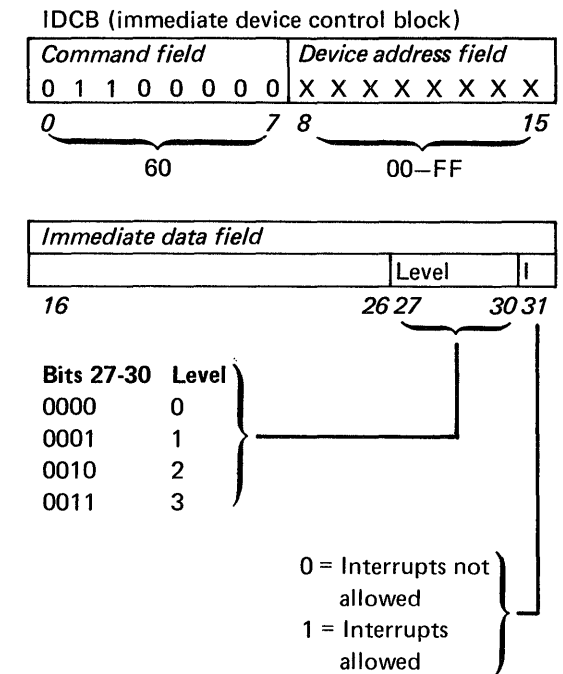 IDCB (immediate device control block)
Command field Device address field
0 1 1 0 0 0 0 0 X X X X X X X X
0 7 8 15
60 00–FF
Immediate data field
Level I
16 26 27 30 31
Bits 27-30 Level
0000 0
0001 1
0010 2
0011 3
0 = Interrupts not
allowed
1 = Interrupts
allowed